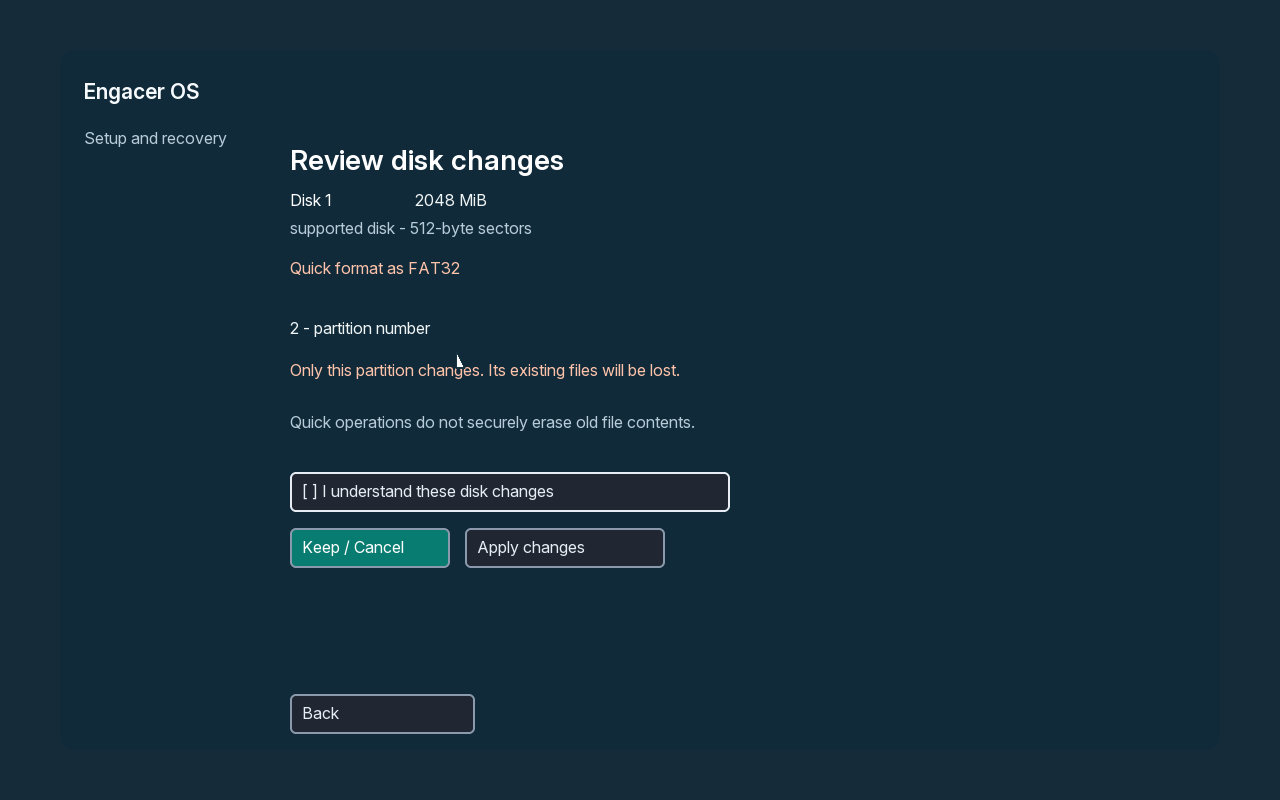 Engacer OS
Setup and recovery
Review disk changes
Disk 1 2048 MiB
supported disk - 512-byte sectors
Quick format as FAT32
2 - partition number
Only this partition changes. Its existing files will be lost.
Quick operations do not securely erase old file contents.
[ ] I understand these disk changes
Keep / Cancel Apply changes
Back